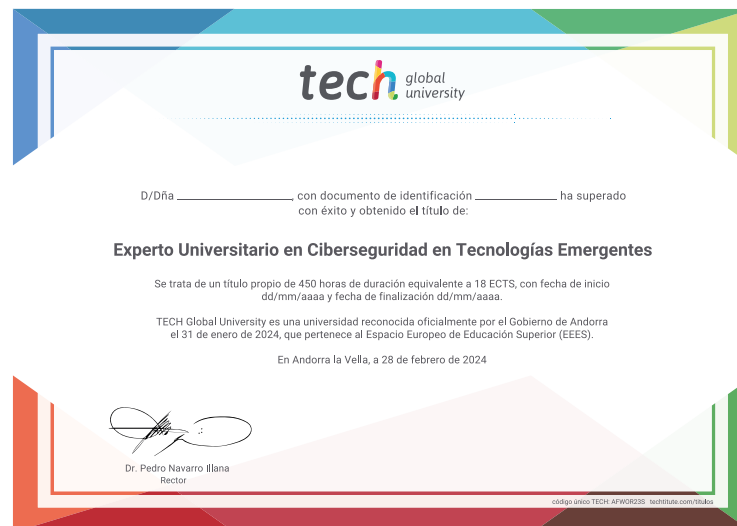 tech global university
D/Dña ____________, con documento de identificación ____________ ha superado
con éxito y obtenido el título de:
Experto Universitario en Ciberseguridad en Tecnologías Emergentes
Se trata de un título propio de 450 horas de duración equivalente a 18 ECTS, con fecha de inicio
dd/mm/aaaa y fecha de finalización dd/mm/aaaa.
TECH Global University es una universidad reconocida oficialmente por el Gobierno de Andorra
el 31 de enero de 2024, que pertenece al Espacio Europeo de Educación Superior (EEES).
En Andorra la Vella, a 28 de febrero de 2024
Dr. Pedro Navarro Illana
Rector
código único TECH: AFWOR23S techtitute.com/titulos